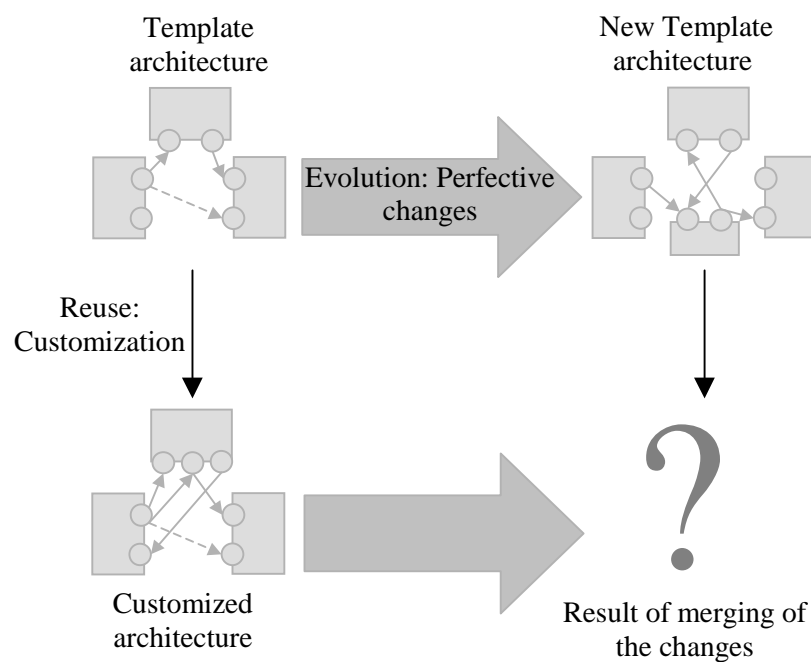 Template
architecture
New Template
architecture
Evolution: Perfective
changes
Reuse:
Customization
?
Customized
architecture
Result of merging of
the changes